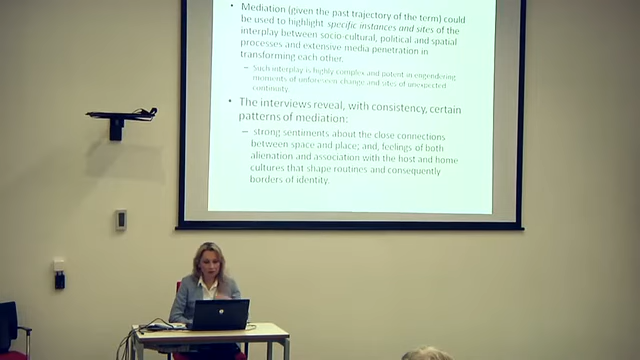 • Mediation (given the past trajectory of the term) could
be used to highlight specific instances and sites of the
interplay between socio-cultural, political and spatial
processes and extensive media penetration in
transforming each other.
– Such interplay is highly complex and potent in engendering
moments of unforeseen change and sites of unexpected
continuity.
• The interviews reveal, with consistency, certain
patterns of mediation:
– strong sentiments about the close connections
between space and place; and, feelings of both
alienation and association with the host and home
cultures that shape routines and consequently
borders of identity.